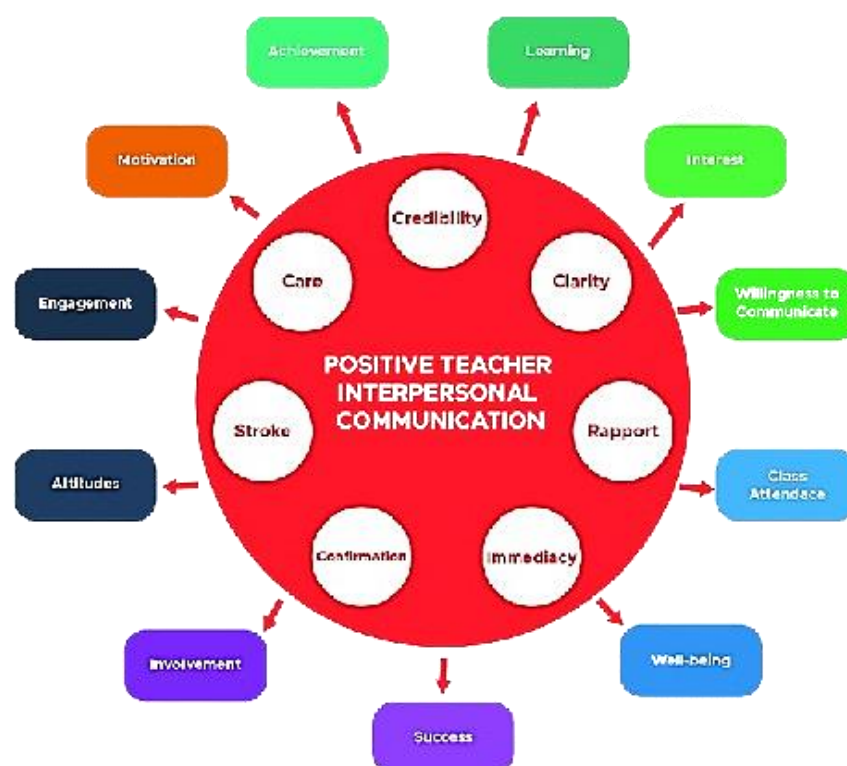 Achievement
Learning
Motivation
Interest
Credibility
Care
Clarity
Engagement
Willingness to
Communicate
POSITIVE TEACHER
INTERPERSONAL
COMMUNICATION
Stroke
Rapport
Attitudes
Class
Attendace
Confirmation
Immediacy
Involvement
Well-being
Success